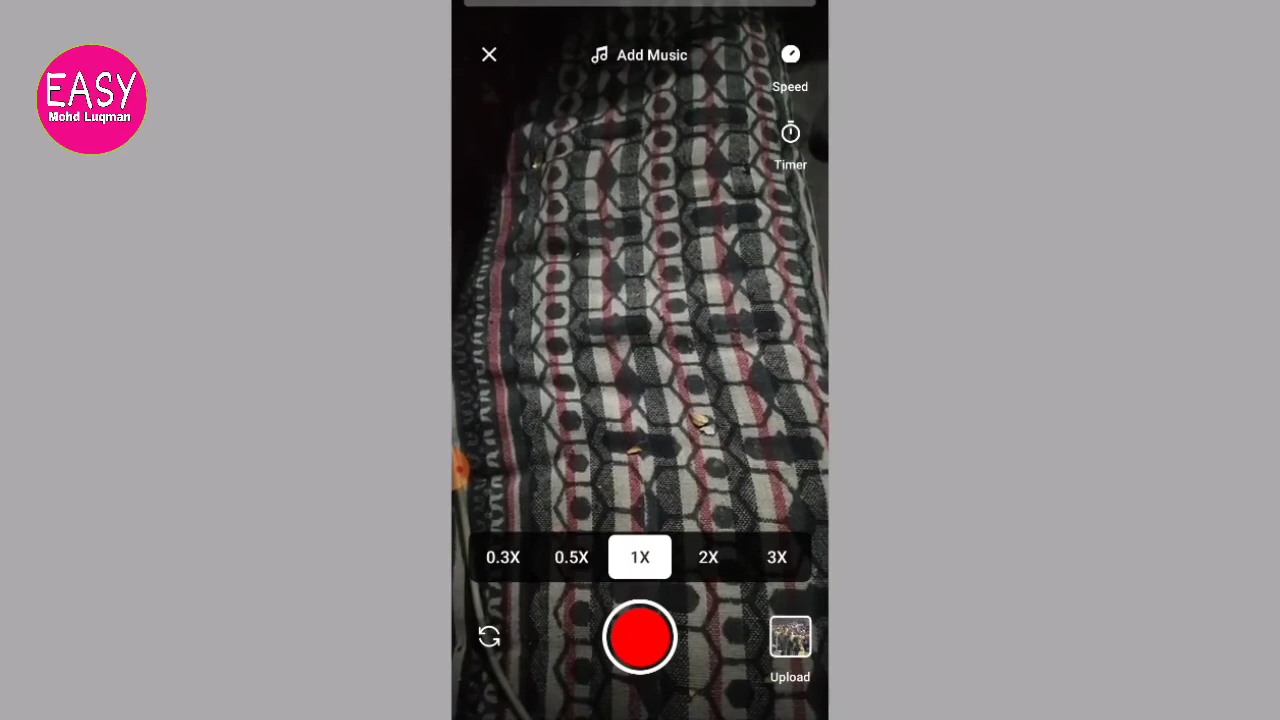 EASY
Mohd Luqman
Add Music
Speed
Timer
0.3X 0.5X 1X 2X 3X
Upload